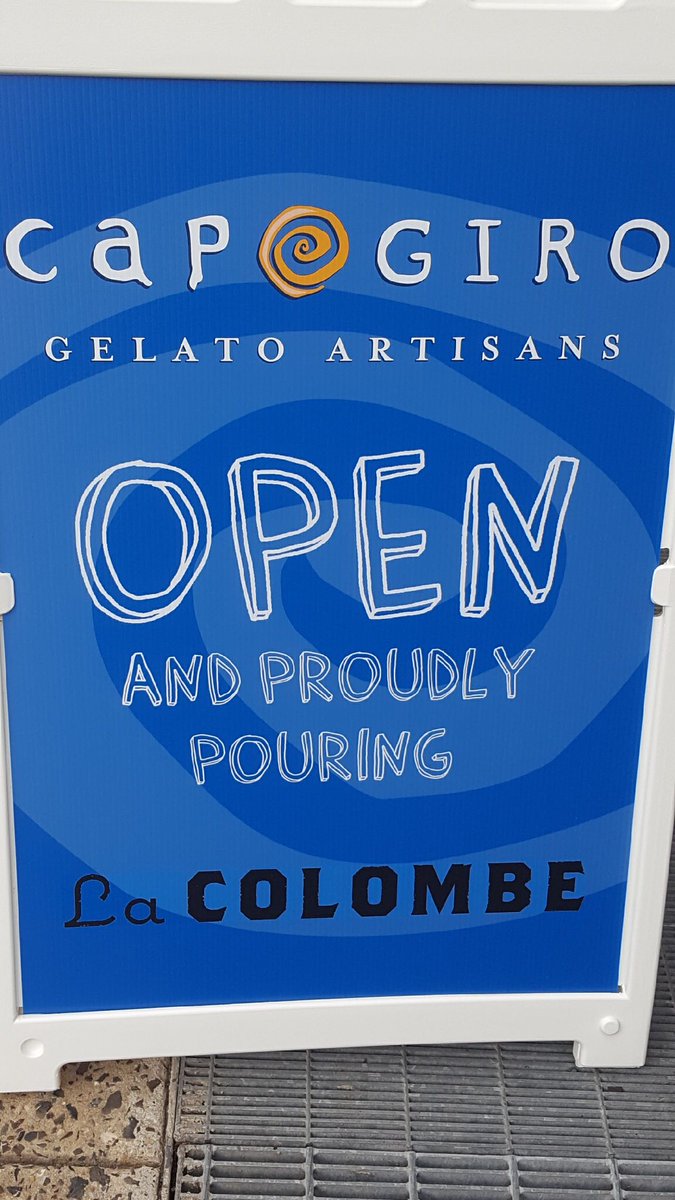 CAPOGIRO
GELATO ARTISANS
OPEN
AND PROUDLY
POURING
La COLOMBE